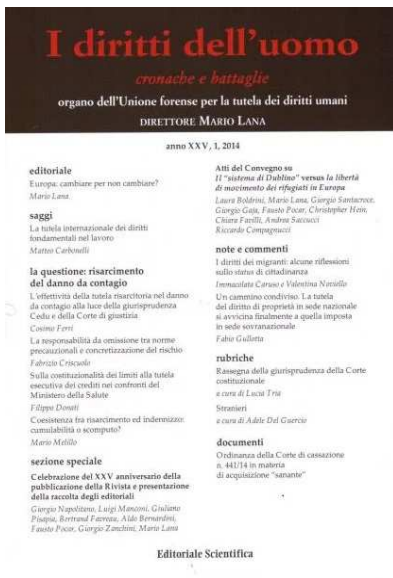 I diritti dell'uomo
cronache e battaglie
organo dell'Unione forense per la tutela dei diritti umani
DIRETTORE MARIO LANA
anno XXV, 1, 2014
editoriale
Europa: cambiare per non cambiare?
Mario Lana
saggi
La tutela internazionale dei diritti
fondamentali nel lavoro
Matteo Carbonelli
la questione: risarcimento
del danno da contagio
L'effettività della tutela risarcitoria nel danno
da contagio alla luce della giurisprudenza
Cedu e della Corte di giustizia
Cosimo Ferri
La responsabilità da omissione tra norme
precauzionali e concretizzazione del rischio
Fabrizio Criscuolo
Sulla costituzionalità dei limiti alla tutela
esecutiva dei crediti nei confronti del
Ministero della Salute
Filippo Donati
Coesistenza fra risarcimento ed indennizzo:
cumulabilità o scomputo?
Mario Melillo
sezione speciale
Celebrazione del XXV anniversario della
pubblicazione della Rivista e presentazione
della raccolta degli editoriali
Giorgio Napolitano, Luigi Manconi, Giuliano
Pisapia, Bertrand Favreau, Aldo Bernardini,
Fausto Pocar, Giorgio Zanchini, Mario Lana
Atti del Convegno su
Il "sistema di Dublino" versus la libertà
di movimento dei rifugiati in Europa
Laura Boldrini, Mario Lana, Giorgio Santacroce,
Giorgio Gaja, Fausto Pocar, Christopher Hein,
Chiara Favilli, Andrea Saccucci
Riccardo Compagnucci
note e commenti
I diritti dei migranti: alcune riflessioni
sullo status di cittadinanza
Immacolata Caruso e Valentina Noviello
Un cammino condiviso. La tutela
del diritto di proprietà in sede nazionale
si avvicina finalmente a quella imposta
in sede sovranazionale
Fabio Gullotta
rubriche
Rassegna della giurisprudenza della Corte
costituzionale
a cura di Lucia Tria
Stranieri
a cura di Adele Del Guercio
documenti
Ordinanza della Corte di cassazione
n. 441/14 in materia
di acquisizione "sanante"
Editoriale Scientifica